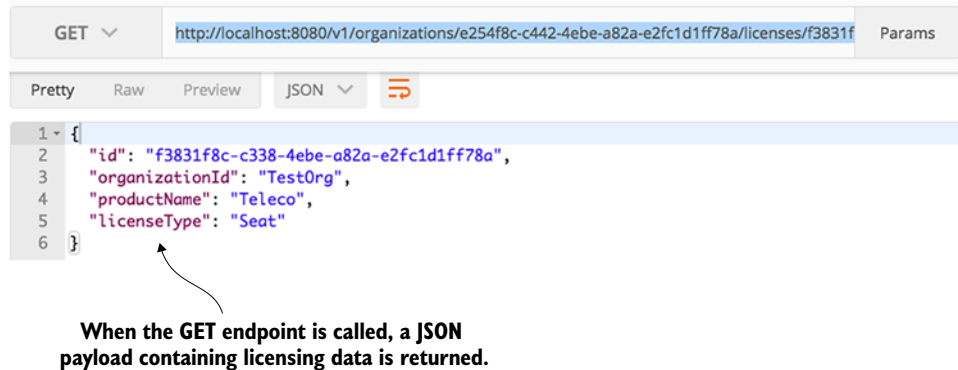 GET http://localhost:8080/v1/organizations/e254f8c-c442-4ebe-a82a-e2fc1d1ff78a/licenses/f3831f Params
Pretty Raw Preview JSON
1 {
2 "id": "f3831f8c-c338-4ebe-a82a-e2fc1d1ff78a",
3 "organizationId": "TestOrg",
4 "productName": "Teleco",
5 "licenseType": "Seat"
6 }
When the GET endpoint is called, a JSON
payload containing licensing data is returned.